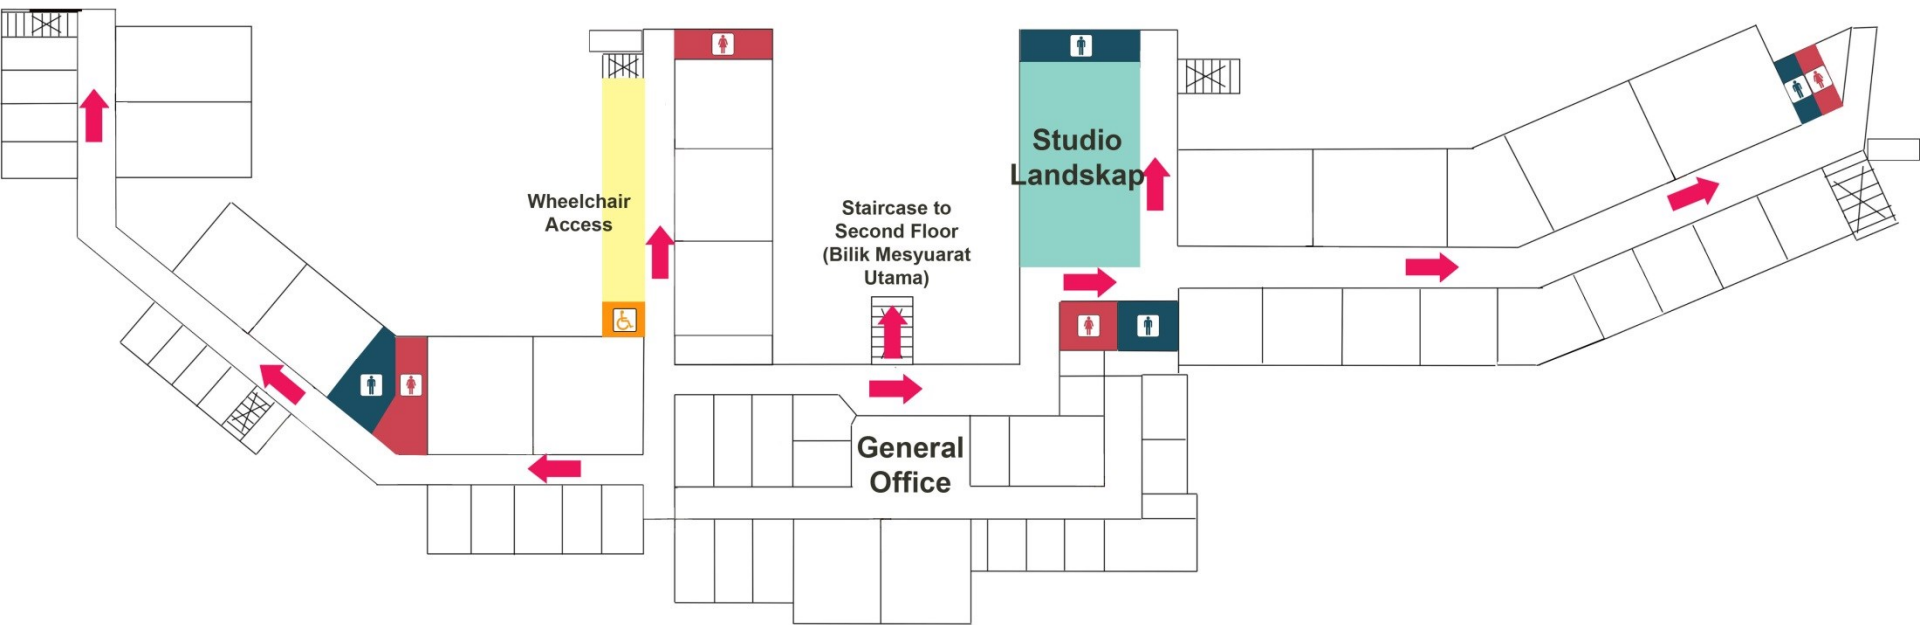 Wheelchair
Access
Staircase to
Second Floor
(Bilik Mesyuarat
Utama)
Studio
Landskap
General
Office